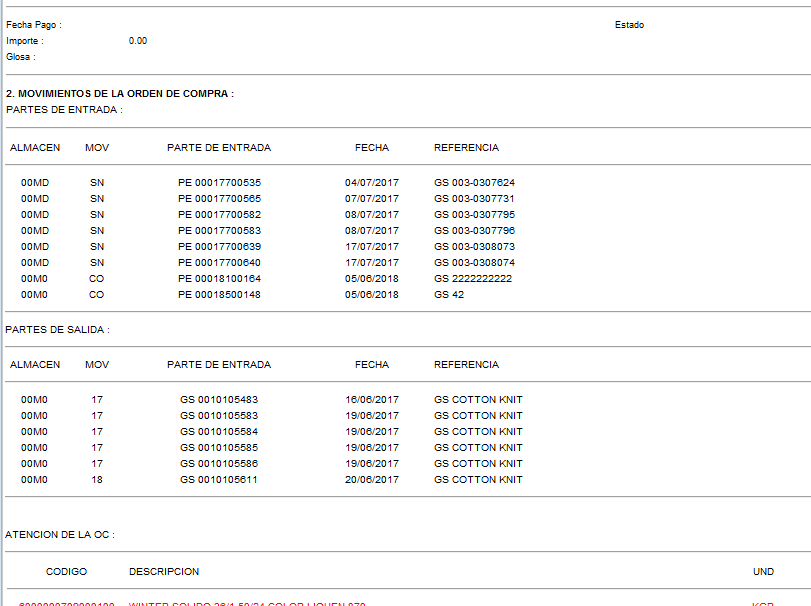 Fecha Pago : Estado
Importe : 0.00
Glosa :
2. MOVIMIENTOS DE LA ORDEN DE COMPRA :
PARTES DE ENTRADA :
ALMACEN MOV PARTE DE ENTRADA FECHA REFERENCIA
00MD SN PE 00017700535 04/07/2017 GS 003-0307624
00MD SN PE 00017700565 07/07/2017 GS 003-0307731
00MD SN PE 00017700582 08/07/2017 GS 003-0307795
00MD SN PE 00017700583 08/07/2017 GS 003-0307796
00MD SN PE 00017700639 17/07/2017 GS 003-0308073
00MD SN PE 00017700640 17/07/2017 GS 003-0308074
00M0 CO PE 00018100164 05/06/2018 GS 2222222222
00M0 CO PE 00018500148 05/06/2018 GS 42
PARTES DE SALIDA :
ALMACEN MOV PARTE DE ENTRADA FECHA REFERENCIA
00M0 17 GS 0010105483 16/06/2017 GS COTTON KNIT
00M0 17 GS 0010105583 19/06/2017 GS COTTON KNIT
00M0 17 GS 0010105584 19/06/2017 GS COTTON KNIT
00M0 17 GS 0010105585 19/06/2017 GS COTTON KNIT
00M0 17 GS 0010105586 19/06/2017 GS COTTON KNIT
00M0 18 GS 0010105611 20/06/2017 GS COTTON KNIT
ATENCION DE LA OC :
CODIGO DESCRIPCION UND